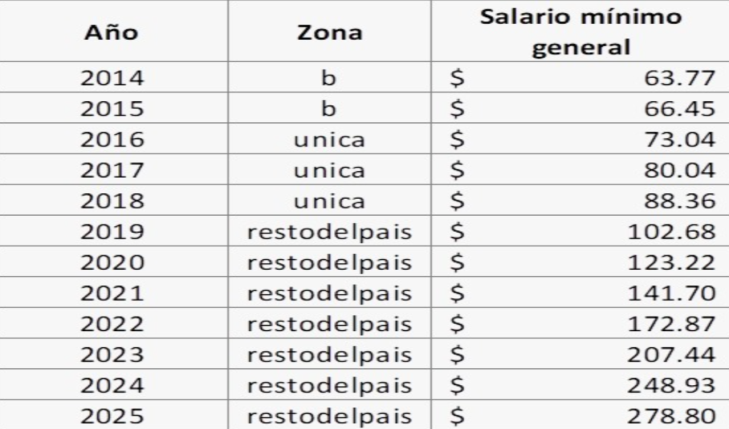 Año Zona Salario mínimo general
2014 b $ 63.77
2015 b $ 66.45
2016 unica $ 73.04
2017 unica $ 80.04
2018 unica $ 88.36
2019 restodelpais $ 102.68
2020 restodelpais $ 123.22
2021 restodelpais $ 141.70
2022 restodelpais $ 172.87
2023 restodelpais $ 207.44
2024 restodelpais $ 248.93
2025 restodelpais $ 278.80